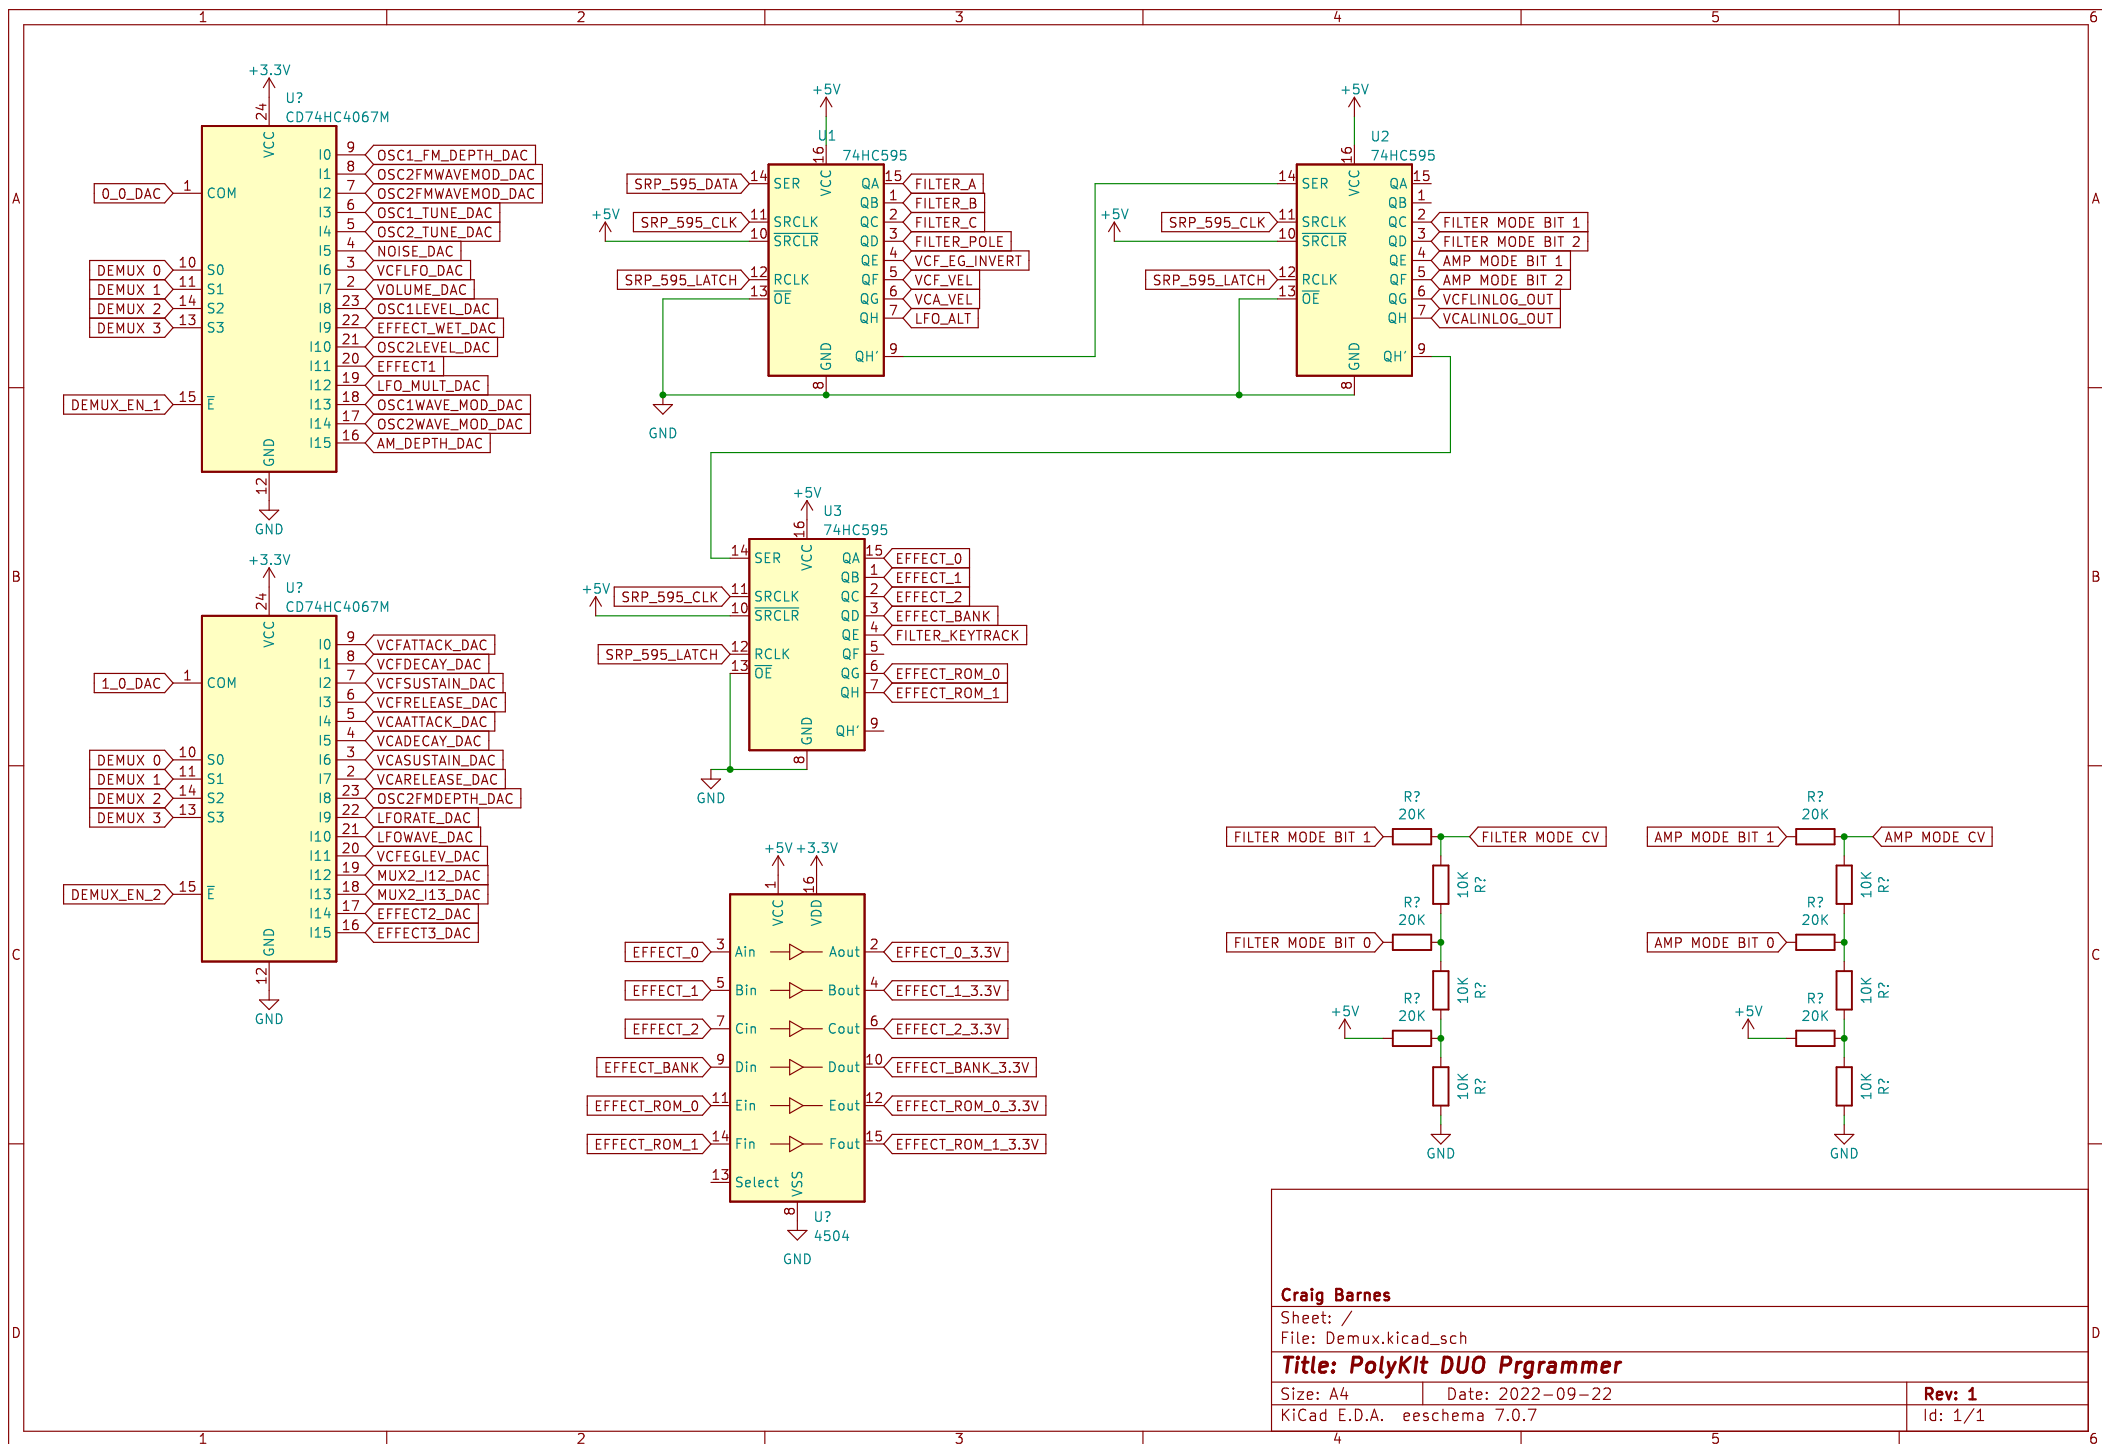 1 2 3 4 5 6
A B C D
+3.3V
U?
CD74HC4067M
24
VCC
0_0_DAC 1 COM
DEMUX 0 10 S0
DEMUX 1 11 S1
DEMUX 2 14 S2
DEMUX 3 13 S3
DEMUX_EN_1 15 E
I0 9 OSC1_FM_DEPTH_DAC
I1 8 OSC2FMWAVEMOD_DAC
I2 7 OSC2FMWAVEMOD_DAC
I3 6 OSC1_TUNE_DAC
I4 5 OSC2_TUNE_DAC
I5 4 NOISE_DAC
I6 3 VCFLFO_DAC
I7 2 VOLUME_DAC
I8 23 OSC1LEVEL_DAC
I9 22 EFFECT_WET_DAC
I10 21 OSC2LEVEL_DAC
I11 20 EFFECT1
I12 19 LFO_MULT_DAC
I13 18 OSC1WAVE_MOD_DAC
I14 17 OSC2WAVE_MOD_DAC
I15 16 AM_DEPTH_DAC
GND
12
GND
+3.3V
U?
CD74HC4067M
24
VCC
1_0_DAC 1 COM
DEMUX 0 10 S0
DEMUX 1 11 S1
DEMUX 2 14 S2
DEMUX 3 13 S3
DEMUX_EN_2 15 E
I0 9 VCFATTACK_DAC
I1 8 VCFDECAY_DAC
I2 7 VCFSUSTAIN_DAC
I3 6 VCFRELEASE_DAC
I4 5 VCAATTACK_DAC
I5 4 VCADECAY_DAC
I6 3 VCASUSTAIN_DAC
I7 2 VCARELEASE_DAC
I8 23 OSC2FMDEPTH_DAC
I9 22 LFORATE_DAC
I10 21 LFOWAVE_DAC
I11 20 VCFEGLEV_DAC
I12 19 MUX2_I12_DAC
I13 18 MUX2_I13_DAC
I14 17 EFFECT2_DAC
I15 16 EFFECT3_DAC
GND
12
GND
+5V
U1
74HC595
16
VCC
SRP_595_DATA 14 SER
SRP_595_CLK 11 SRCLK
+5V
10 SRCLR
SRP_595_LATCH 12 RCLK
13 OE
QA 15 FILTER_A
QB 1 FILTER_B
QC 2 FILTER_C
QD 3 FILTER_POLE
QE 4 VCF_EG_INVERT
QF 5 VCF_VEL
QG 6 VCA_VEL
QH 7 LFO_ALT
QH' 9
GND
8
GND
+5V
U2
74HC595
16
VCC
14 SER
SRP_595_CLK 11 SRCLK
+5V
10 SRCLR
SRP_595_LATCH 12 RCLK
13 OE
QA 15
QB 1
QC 2 FILTER MODE BIT 1
QD 3 FILTER MODE BIT 2
QE 4 AMP MODE BIT 1
QF 5 AMP MODE BIT 2
QG 6 VCFLINLOG_OUT
QH 7 VCALINLOG_OUT
QH' 9
GND
8
+5V
U3
74HC595
16
VCC
14 SER
SRP_595_CLK 11 SRCLK
+5V
10 SRCLR
SRP_595_LATCH 12 RCLK
13 OE
QA 15 EFFECT_0
QB 1 EFFECT_1
QC 2 EFFECT_2
QD 3 EFFECT_BANK
QE 4 FILTER_KEYTRACK
QF 5
QG 6 EFFECT_ROM_0
QH 7 EFFECT_ROM_1
QH' 9
GND
8
GND
+5V +3.3V
1 16
VCC VDD
EFFECT_0 3 Ain Aout 2 EFFECT_0_3.3V
EFFECT_1 5 Bin Bout 4 EFFECT_1_3.3V
EFFECT_2 7 Cin Cout 6 EFFECT_2_3.3V
EFFECT_BANK 9 Din Dout 10 EFFECT_BANK_3.3V
EFFECT_ROM_0 11 Ein Eout 12 EFFECT_ROM_0_3.3V
EFFECT_ROM_1 14 Fin Fout 15 EFFECT_ROM_1_3.3V
13 Select
VSS
8
U?
4504
GND
R?
20K
FILTER MODE BIT 1
FILTER MODE CV
10K R?
R?
20K
FILTER MODE BIT 0
10K R?
R?
20K
+5V
10K R?
GND
R?
20K
AMP MODE BIT 1
AMP MODE CV
10K R?
R?
20K
AMP MODE BIT 0
10K R?
R?
20K
+5V
10K R?
GND
Craig Barnes
Sheet: /
File: Demux.kicad_sch
Title: PolyKIt DUO Prgrammer
Size: A4 Date: 2022-09-22 Rev: 1
KiCad E.D.A. eeschema 7.0.7 Id: 1/1
A B C D
1 2 3 4 5 6